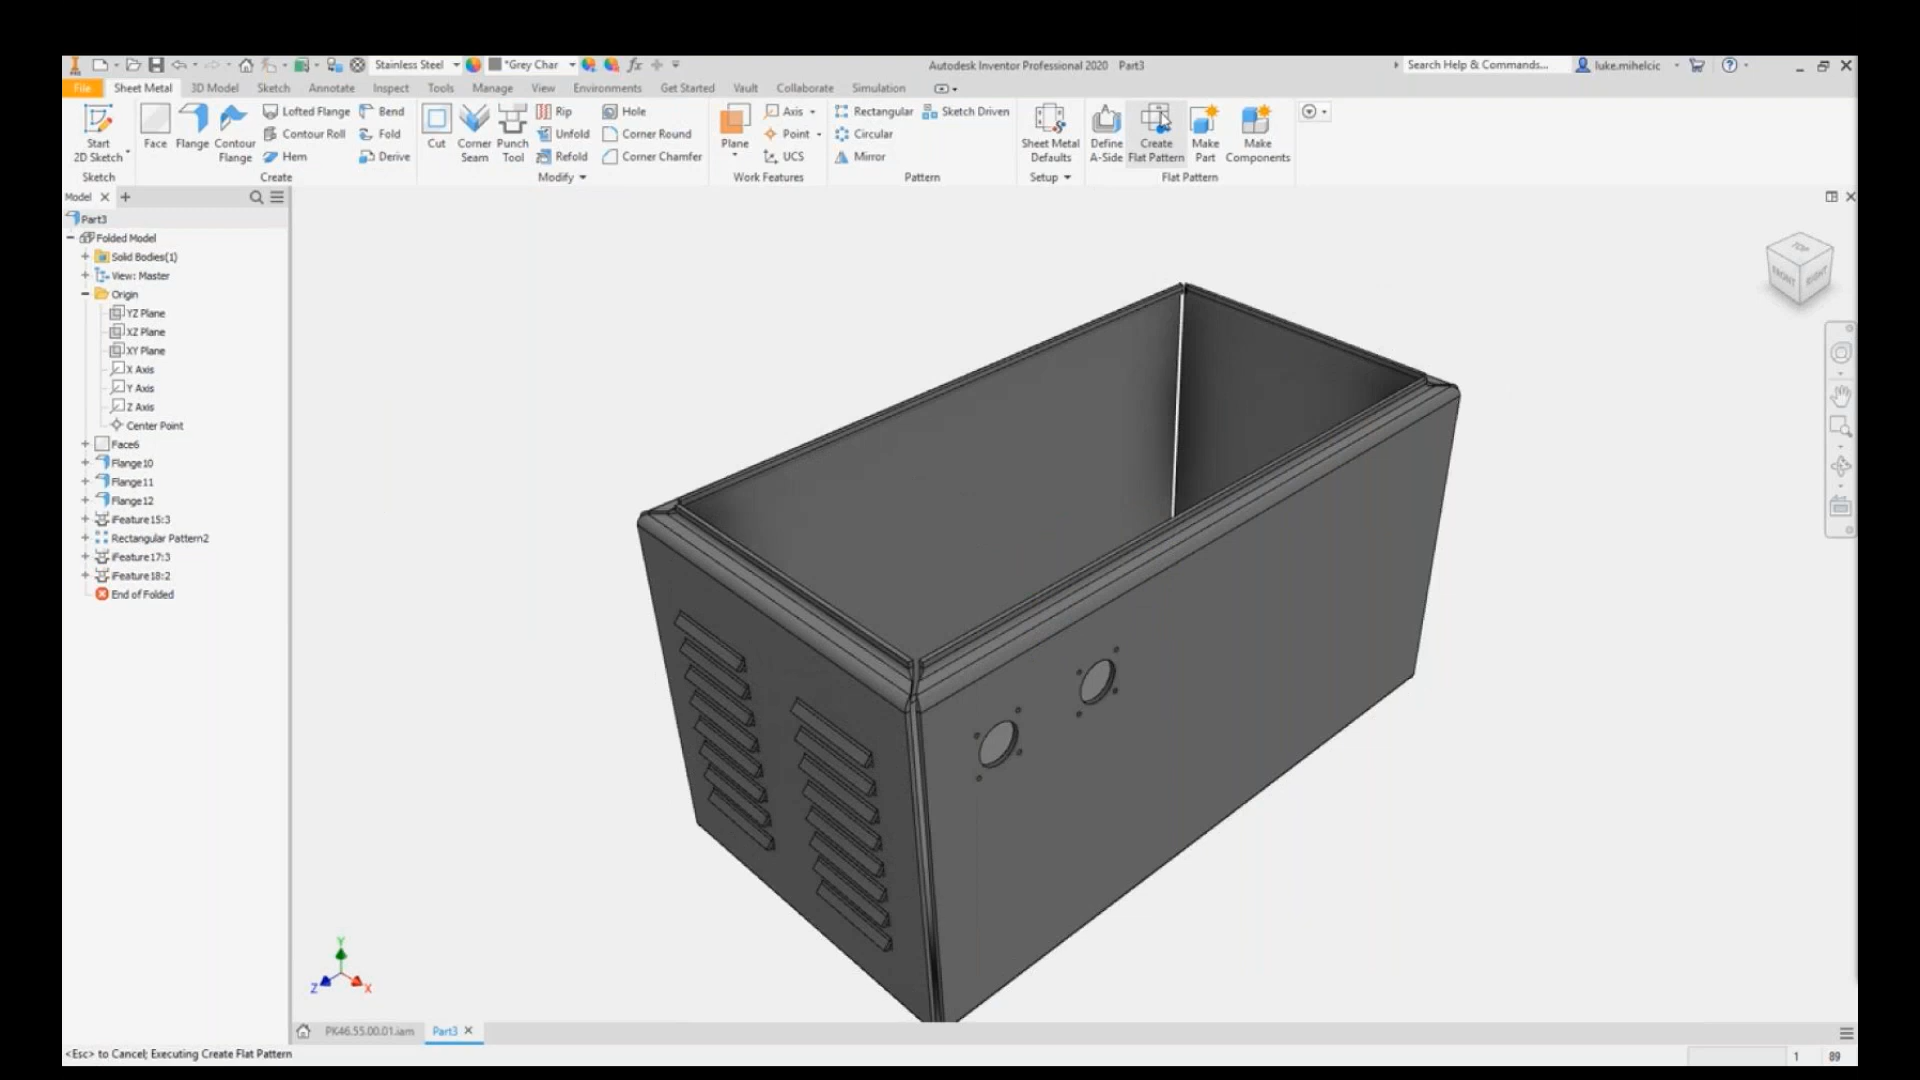 Stainless Steel
*Grey Char
Autodesk Inventor Professional 2020 Part3
Search Help & Commands...
luke.mihelcic
File Sheet Metal 3D Model Sketch Annotate Inspect Tools Manage View Environments Get Started Vault Collaborate Simulation
Start
2D Sketch
Sketch
Face
Flange
Contour
Flange
Lofted Flange
Contour Roll
Hem
Bend
Fold
Derive
Create
Cut
Corner
Seam
Punch
Tool
Rip
Unfold
Refold
Hole
Corner Round
Corner Chamfer
Modify
Plane
Axis
Point
UCS
Work Features
Rectangular
Circular
Mirror
Sketch Driven
Pattern
Sheet Metal
Defaults
Setup
Define
A-Side
Create
Flat Pattern
Make
Part
Make
Components
Flat Pattern
Model
Part3
Folded Model
Solid Bodies(1)
View: Master
Origin
YZ Plane
XZ Plane
XY Plane
X Axis
Y Axis
Z Axis
Center Point
Face6
Flange10
Flange11
Flange12
iFeature15:3
Rectangular Pattern2
iFeature17:3
iFeature18:2
End of Folded
TOP
FRONT
RIGHT
Y
Z
X
PK46.55.00.01.iam
Part3
<Esc> to Cancel; Executing Create Flat Pattern
1
89